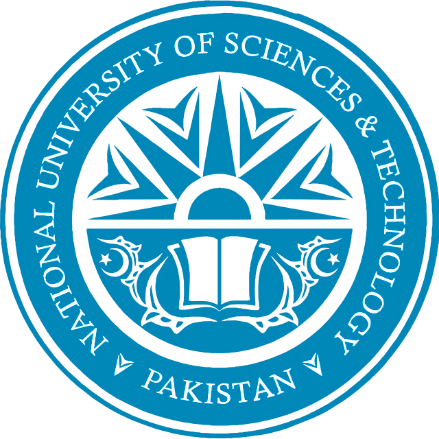 NATIONAL UNIVERSITY OF SCIENCES & TECHNOLOGY
PAKISTAN